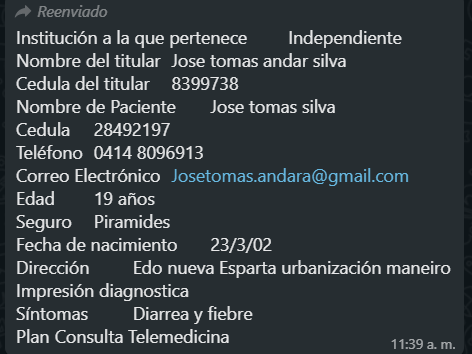 Reenviado
Institución a la que pertenece Independiente
Nombre del titular Jose tomas andar silva
Cedula del titular 8399738
Nombre de Paciente Jose tomas silva
Cedula 28492197
Teléfono 0414 8096913
Correo Electrónico Josetomas.andara@gmail.com
Edad 19 años
Seguro Piramides
Fecha de nacimiento 23/3/02
Dirección Edo nueva Esparta urbanización maneiro
Impresión diagnostica
Síntomas Diarrea y fiebre
Plan Consulta Telemedicina
11:39 a. m.